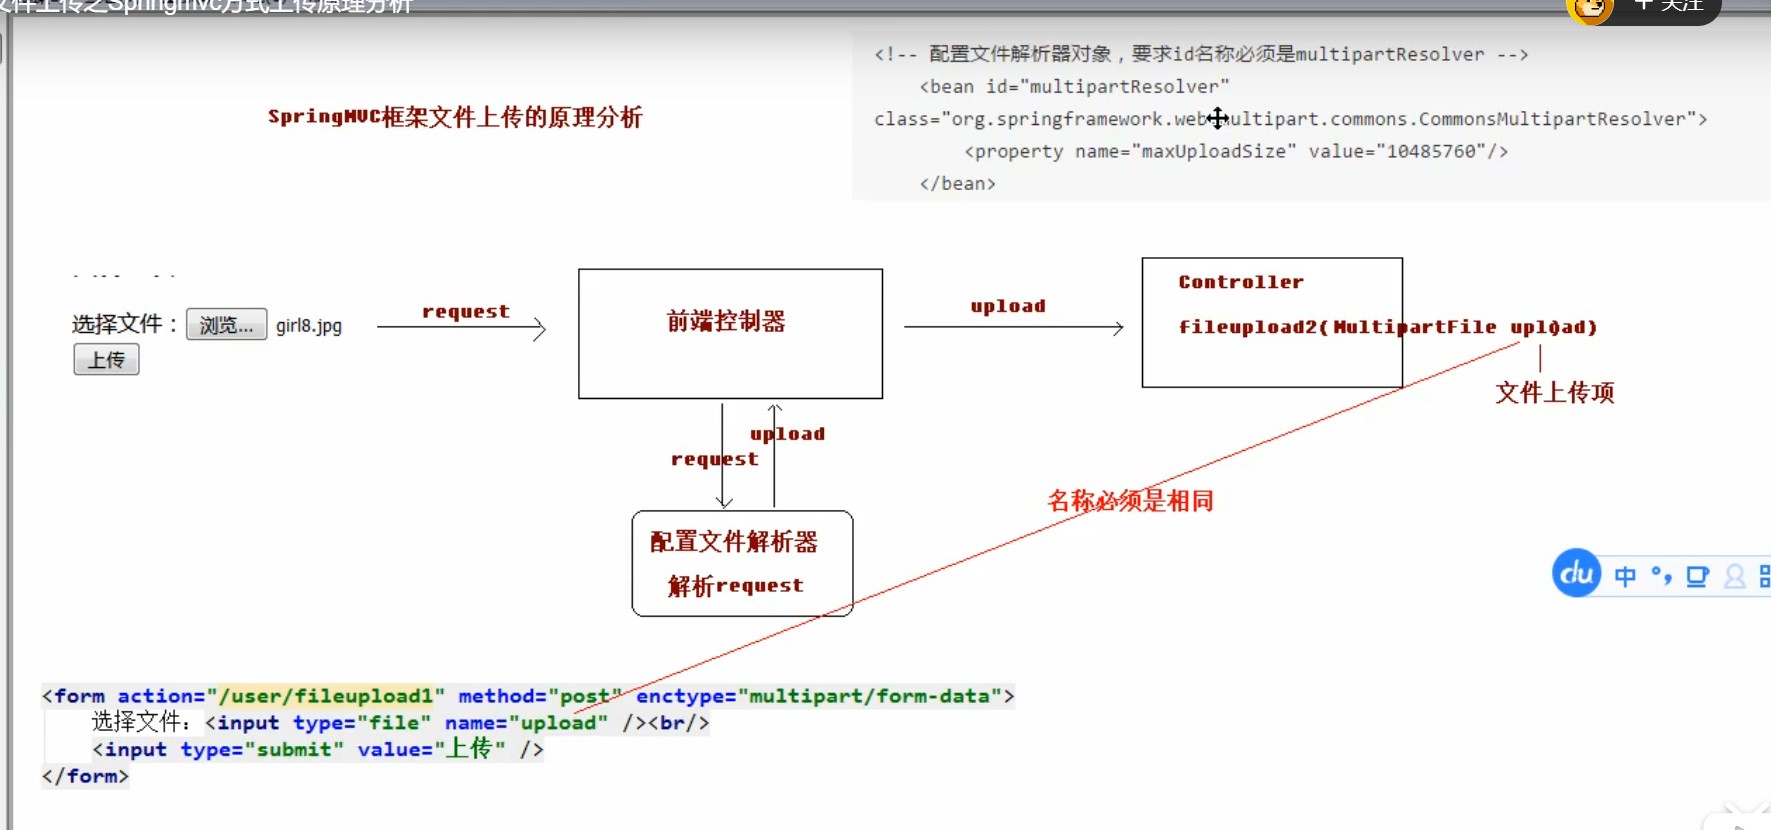 文件上传之Springmvc方式上传原理分析
+ 关注
<!-- 配置文件解析器对象，要求id名称必须是multipartResolver -->
<bean id="multipartResolver"
class="org.springframework.web.multipart.commons.CommonsMultipartResolver">
<property name="maxUploadSize" value="10485760"/>
</bean>
SpringMVC框架文件上传的原理分析
选择文件：浏览... girl8.jpg
上传
request
前端控制器
upload
Controller
fileupload2(MultipartFile upload)
文件上传项
upload
request
名称必须是相同
配置文件解析器
解析request
du 中 °,
<form action="/user/fileupload1" method="post" enctype="multipart/form-data">
选择文件：<input type="file" name="upload" /><br/>
<input type="submit" value="上传" />
</form>